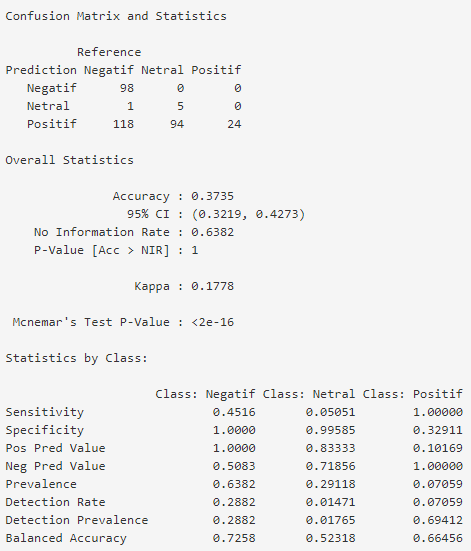 Confusion Matrix and Statistics
Reference
Prediction Negatif Netral Positif
Negatif 98 0 0
Netral 1 5 0
Positif 118 94 24
Overall Statistics
Accuracy : 0.3735
95% CI : (0.3219, 0.4273)
No Information Rate : 0.6382
P-Value [Acc > NIR] : 1
Kappa : 0.1778
Mcnemar's Test P-Value : <2e-16
Statistics by Class:
Class: Negatif Class: Netral Class: Positif
Sensitivity 0.4516 0.05051 1.00000
Specificity 1.0000 0.99585 0.32911
Pos Pred Value 1.0000 0.83333 0.10169
Neg Pred Value 0.5083 0.71856 1.00000
Prevalence 0.6382 0.29118 0.07059
Detection Rate 0.2882 0.01471 0.07059
Detection Prevalence 0.2882 0.01765 0.69412
Balanced Accuracy 0.7258 0.52318 0.66456